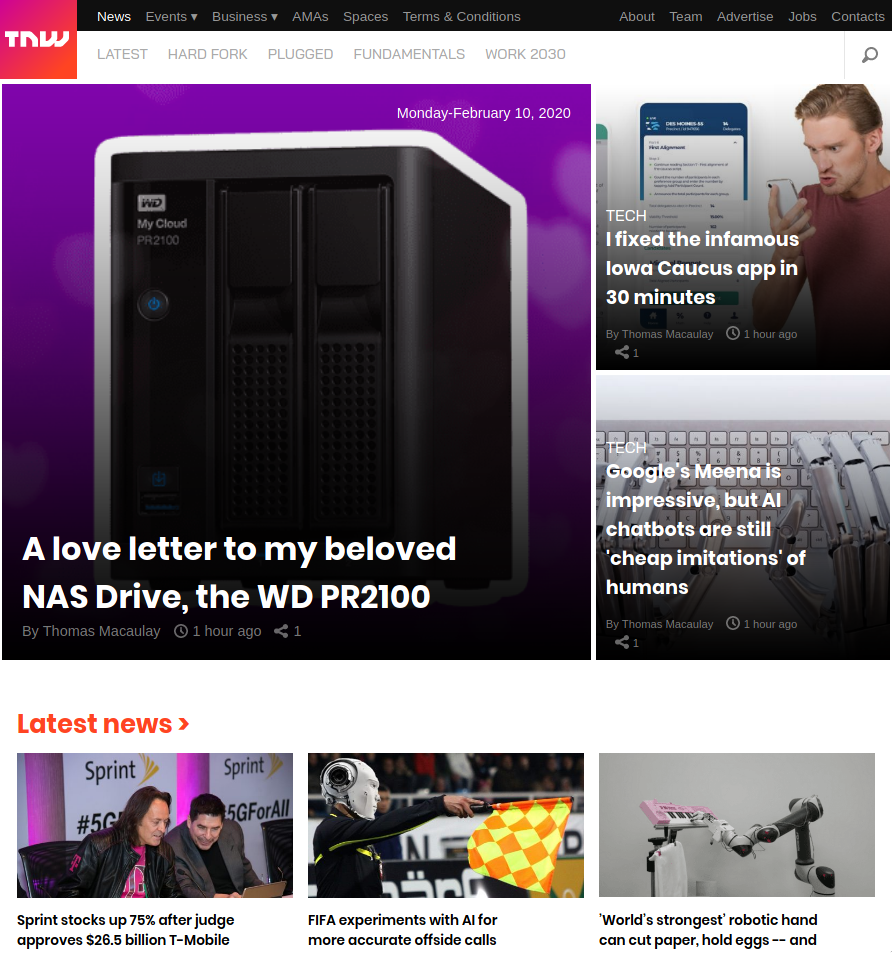 News Events ▾ Business ▾ AMAs Spaces Terms & Conditions About Team Advertise Jobs Contacts
TNW
LATEST HARD FORK PLUGGED FUNDAMENTALS WORK 2030
Monday-February 10, 2020
WD
My Cloud
PR2100
A love letter to my beloved
NAS Drive, the WD PR2100
By Thomas Macaulay 1 hour ago 1
DES MOINES-55
14
First Alignment
TECH
I fixed the infamous
Iowa Caucus app in
30 minutes
By Thomas Macaulay 1 hour ago
1
TECH
Google's Meena is
impressive, but AI
chatbots are still
'cheap imitations' of
humans
By Thomas Macaulay 1 hour ago
1
Latest news >
Sprint
Sprint
#5G
#5GForAll
Sprint stocks up 75% after judge
approves $26.5 billion T-Mobile
FIFA experiments with AI for
more accurate offside calls
'World's strongest' robotic hand
can cut paper, hold eggs -- and